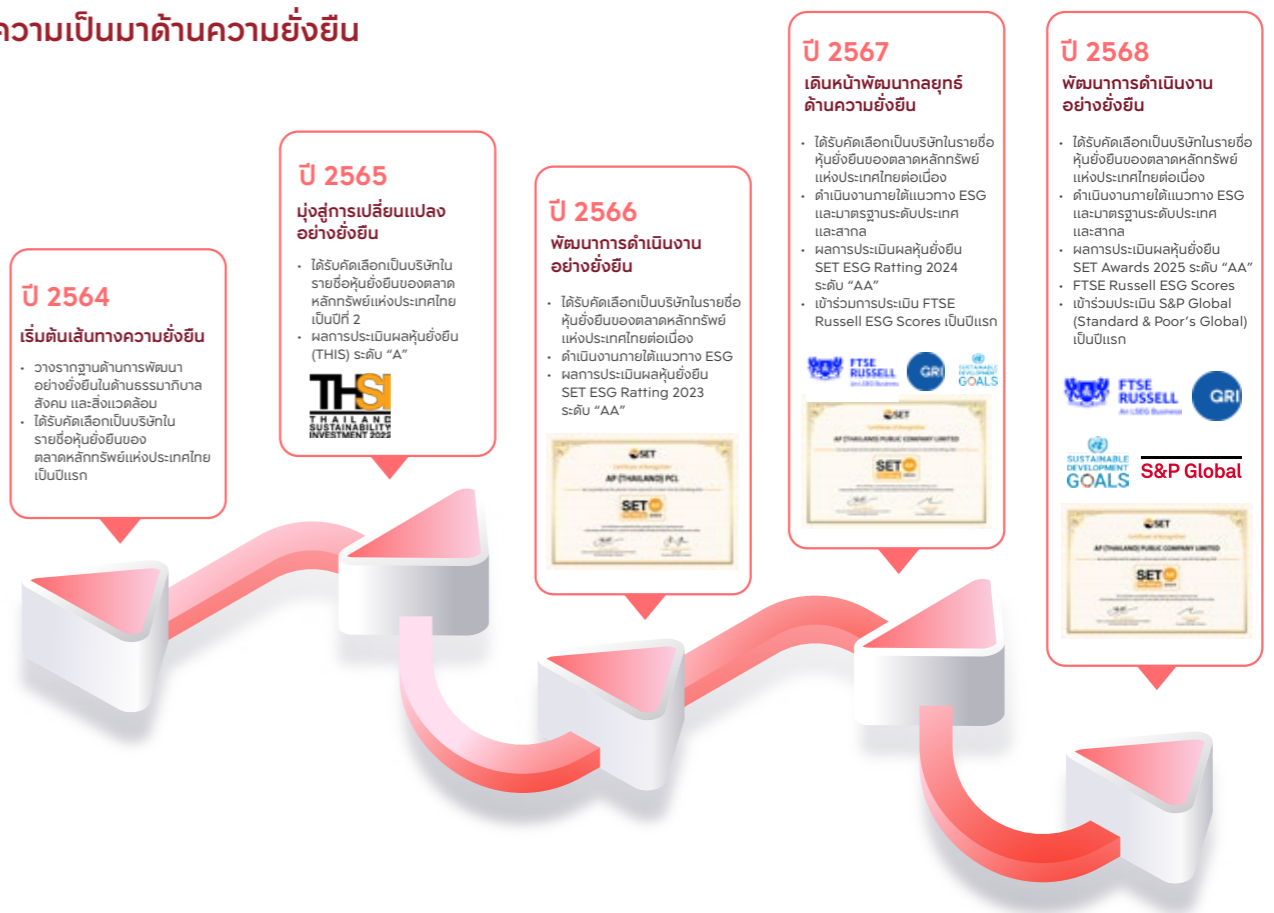 ความเป็นมาด้านความยั่งยืน
ปี 2564
เริ่มต้นเส้นทางความยั่งยืน
• วางรากฐานด้านการพัฒนา
อย่างยั่งยืนในด้านธรรมาภิบาล
สังคม และสิ่งแวดล้อม
• ได้รับคัดเลือกเป็นบริษัทใน
รายชื่อหุ้นยั่งยืนของ
ตลาดหลักทรัพย์แห่งประเทศไทย
เป็นปีแรก
ปี 2565
มุ่งสู่การเปลี่ยนแปลง
อย่างยั่งยืน
• ได้รับคัดเลือกเป็นบริษัทใน
รายชื่อหุ้นยั่งยืนของตลาด
หลักทรัพย์แห่งประเทศไทย
เป็นปีที่ 2
• ผลการประเมินผลหุ้นยั่งยืน
(THIS) ระดับ “A”
THSI
THAILAND
SUSTAINABILITY
INVESTMENT 2022
ปี 2566
พัฒนาการดำเนินงาน
อย่างยั่งยืน
• ได้รับคัดเลือกเป็นบริษัทในรายชื่อ
หุ้นยั่งยืนของตลาดหลักทรัพย์
แห่งประเทศไทยต่อเนื่อง
• ดำเนินงานภายใต้แนวทาง ESG
• ผลการประเมินผลหุ้นยั่งยืน
SET ESG Ratting 2023
ระดับ “AA”
SET
Certificate of Recognition
AP (THAILAND) PCL
SET
ปี 2567
เดินหน้าพัฒนากลยุทธ์
ด้านความยั่งยืน
• ได้รับคัดเลือกเป็นบริษัทในรายชื่อ
หุ้นยั่งยืนของตลาดหลักทรัพย์
แห่งประเทศไทยต่อเนื่อง
• ดำเนินงานภายใต้แนวทาง ESG
และมาตรฐานระดับประเทศ
และสากล
• ผลการประเมินผลหุ้นยั่งยืน
SET ESG Ratting 2024
ระดับ “AA”
• เข้าร่วมการประเมิน FTSE
Russell ESG Scores เป็นปีแรก
FTSE
RUSSELL
An LSEG Business
GRI
SUSTAINABLE
DEVELOPMENT
GOALS
SET
Certificate of Recognition
AP (THAILAND) PUBLIC COMPANY LIMITED
SET
ปี 2568
พัฒนาการดำเนินงาน
อย่างยั่งยืน
• ได้รับคัดเลือกเป็นบริษัทในรายชื่อ
หุ้นยั่งยืนของตลาดหลักทรัพย์
แห่งประเทศไทยต่อเนื่อง
• ดำเนินงานภายใต้แนวทาง ESG
และมาตรฐานระดับประเทศ
และสากล
• ผลการประเมินผลหุ้นยั่งยืน
SET Awards 2025 ระดับ “AA”
• FTSE Russell ESG Scores
• เข้าร่วมประเมิน S&P Global
(Standard & Poor’s Global)
เป็นปีแรก
FTSE
RUSSELL
An LSEG Business
GRI
SUSTAINABLE
DEVELOPMENT
GOALS
S&P Global
SET
Certificate of Recognition
AP (THAILAND) PUBLIC COMPANY LIMITED
SET